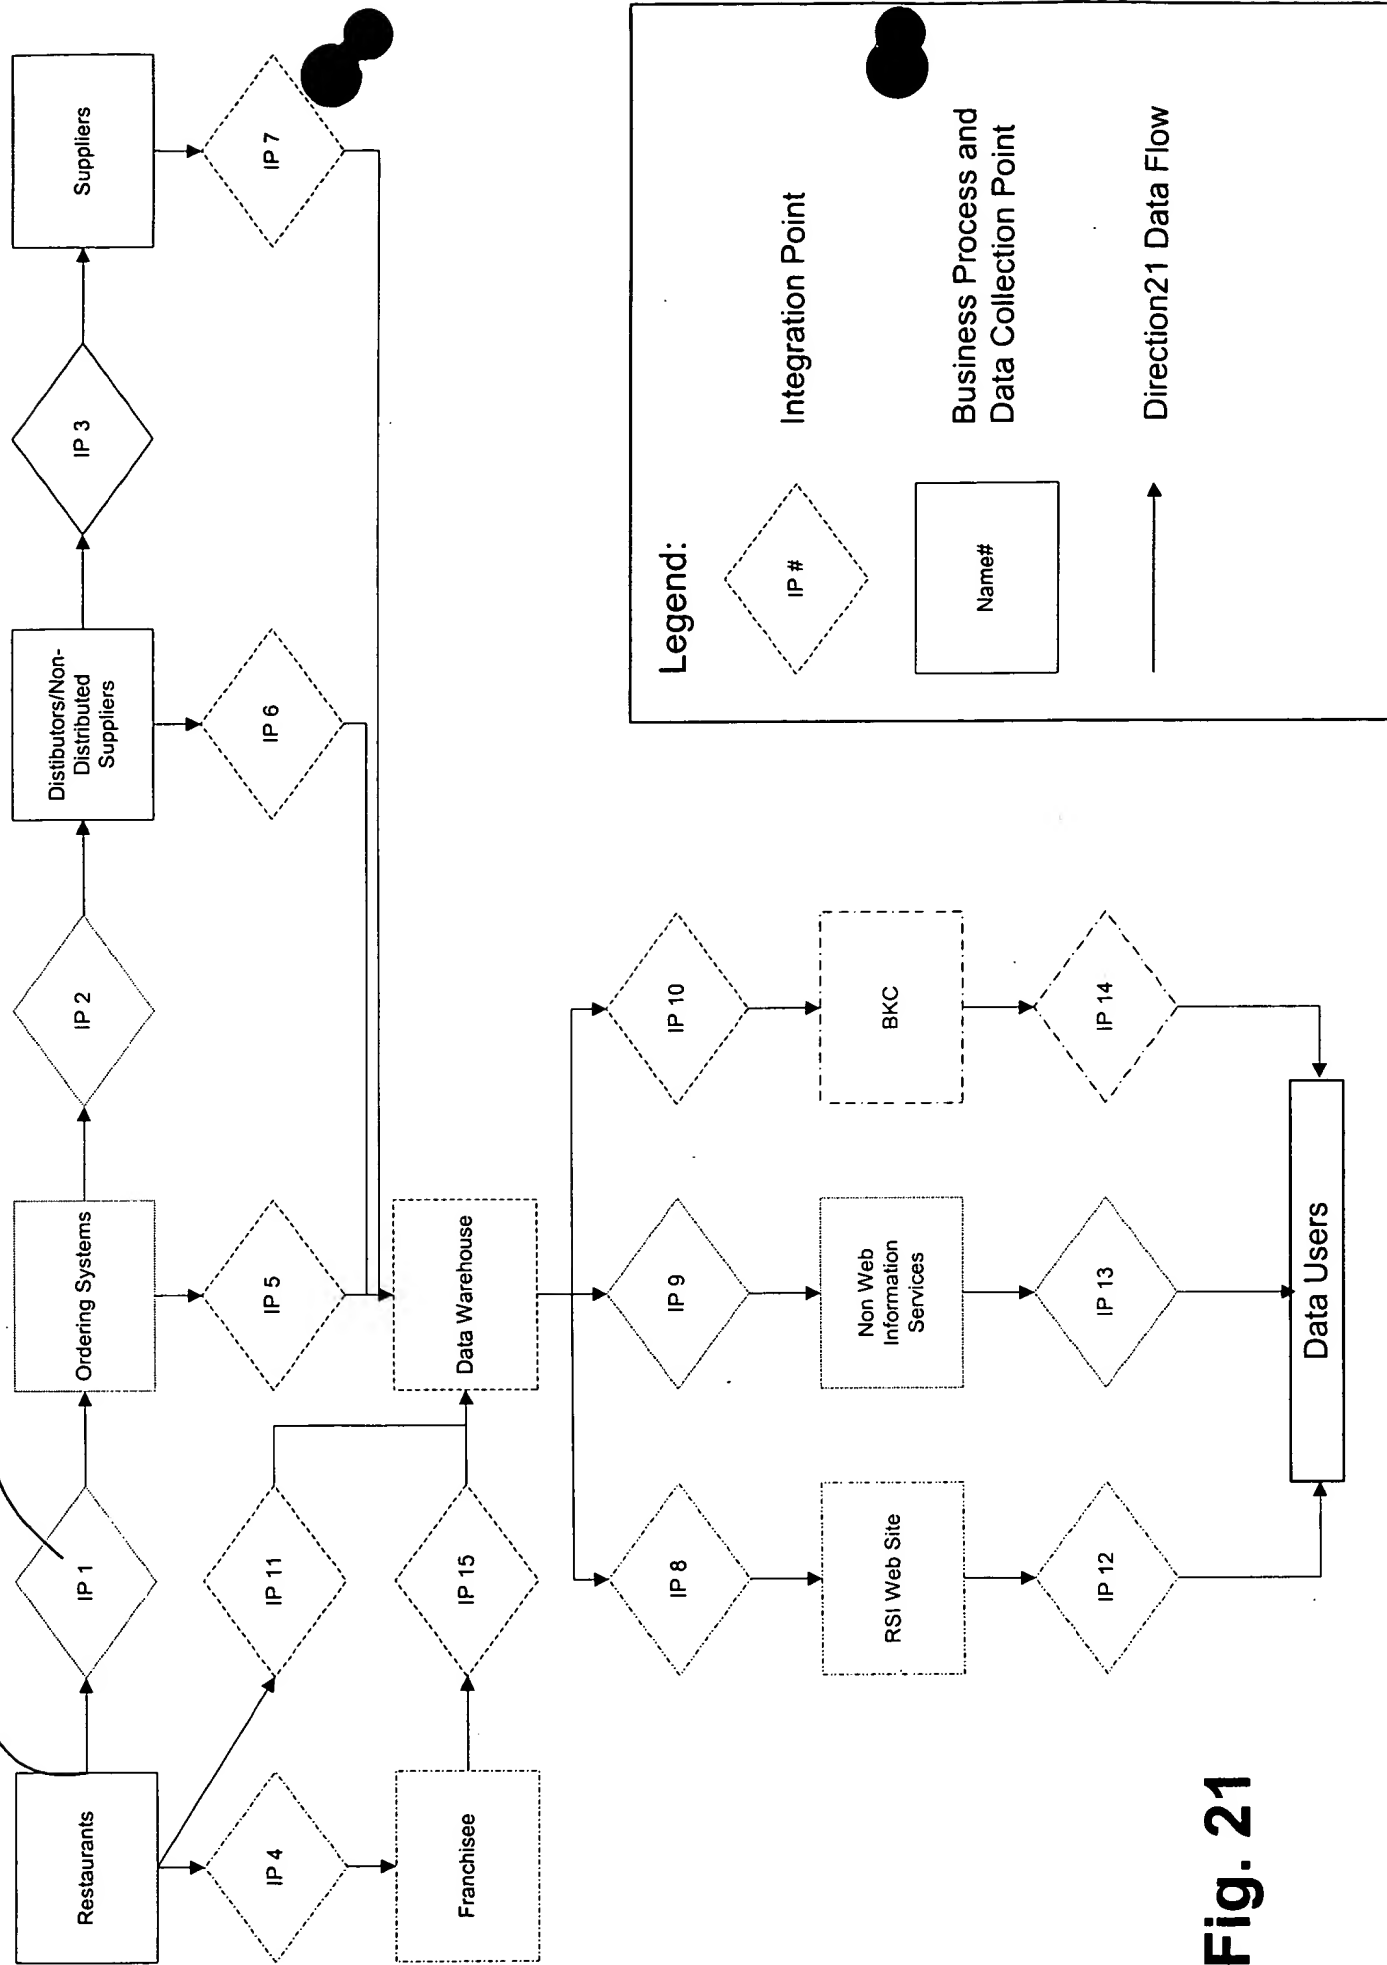 Restaurants
IP 1
Ordering Systems
IP 2
Distibutors/Non-
Distributed
Suppliers
IP 3
Suppliers
IP 4
IP 11
IP 5
IP 6
IP 7
Franchisee
IP 15
Data Warehouse
IP 8
IP 9
IP 10
RSI Web Site
Non Web
Information
Services
BKC
IP 12
IP 13
IP 14
Data Users
Legend:
IP #
Integration Point
Name#
Business Process and
Data Collection Point
Direction21 Data Flow
Fig. 21